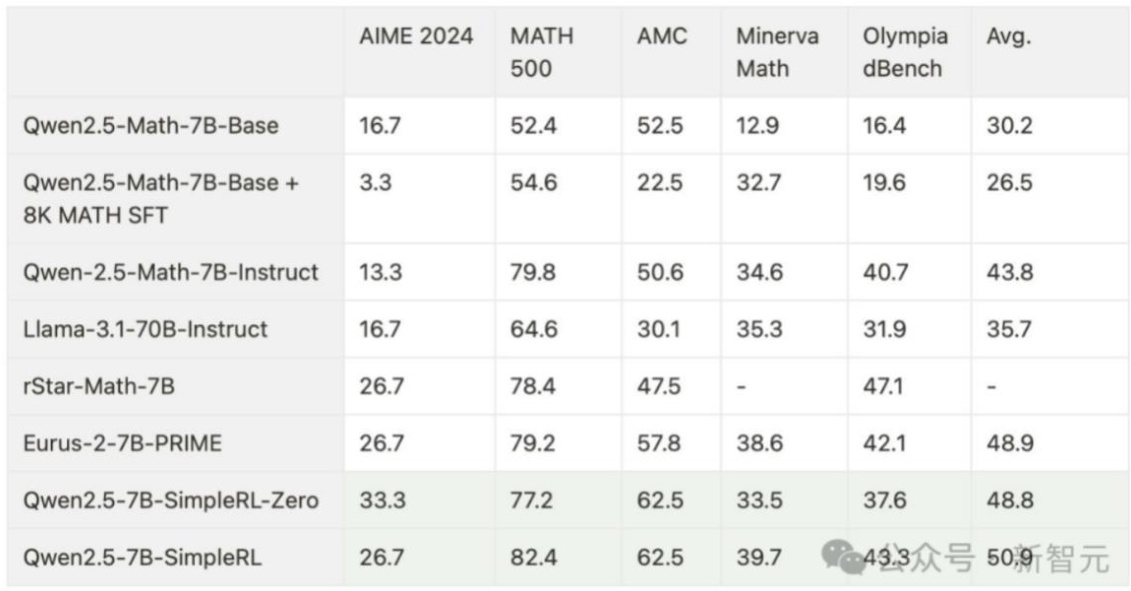 AIME 2024 MATH 500 AMC Minerva Math Olympia dBench Avg.
Qwen2.5-Math-7B-Base 16.7 52.4 52.5 12.9 16.4 30.2
Qwen2.5-Math-7B-Base + 8K MATH SFT 3.3 54.6 22.5 32.7 19.6 26.5
Qwen-2.5-Math-7B-Instruct 13.3 79.8 50.6 34.6 40.7 43.8
Llama-3.1-70B-Instruct 16.7 64.6 30.1 35.3 31.9 35.7
rStar-Math-7B 26.7 78.4 47.5 - 47.1 -
Eurus-2-7B-PRIME 26.7 79.2 57.8 38.6 42.1 48.9
Qwen2.5-7B-SimpleRL-Zero 33.3 77.2 62.5 33.5 37.6 48.8
Qwen2.5-7B-SimpleRL 26.7 82.4 62.5 39.7 43.3 50.9
公众号 · 新智元